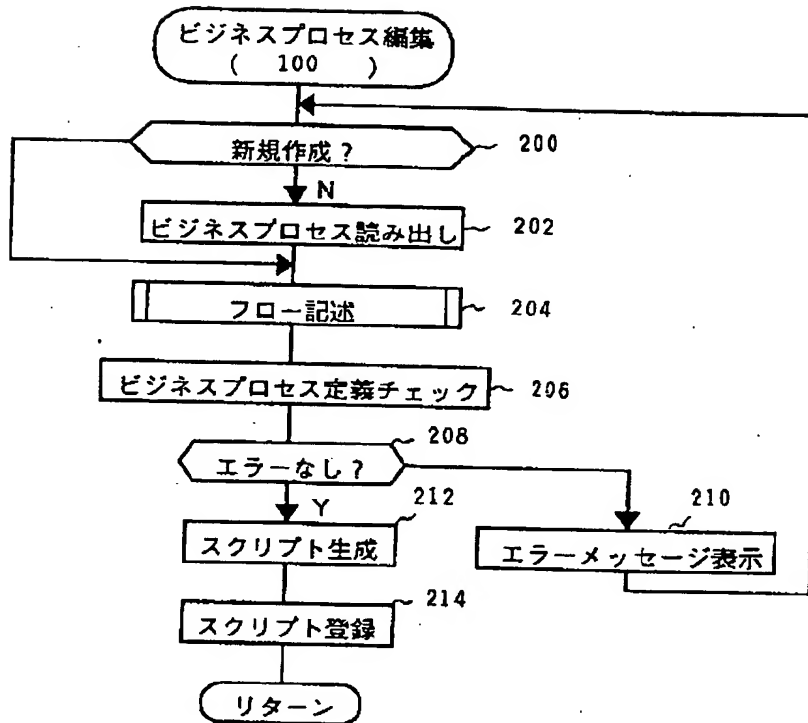 ビジネスプロセス編集
( 100 )
新規作成?
200
N
ビジネスプロセス読み出し
202
フロー記述
204
ビジネスプロセス定義チェック
206
208
エラーなし?
Y
212
スクリプト生成
210
エラーメッセージ表示
214
スクリプト登録
リターン